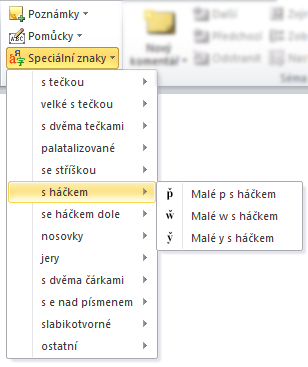 Poznámky
Pomůcky
Speciální znaky
Nový
komentář
Další
Předchozí
Odstranit
s tečkou
velké s tečkou
s dvěma tečkami
palatalizované
se stříškou
s háčkem
se háčkem dole
nosovky
jery
s dvěma čárkami
s e nad písmenem
slabikotvorné
ostatní
p̌ Malé p s háčkem
w̌ Malé w s háčkem
y̌ Malé y s háčkem